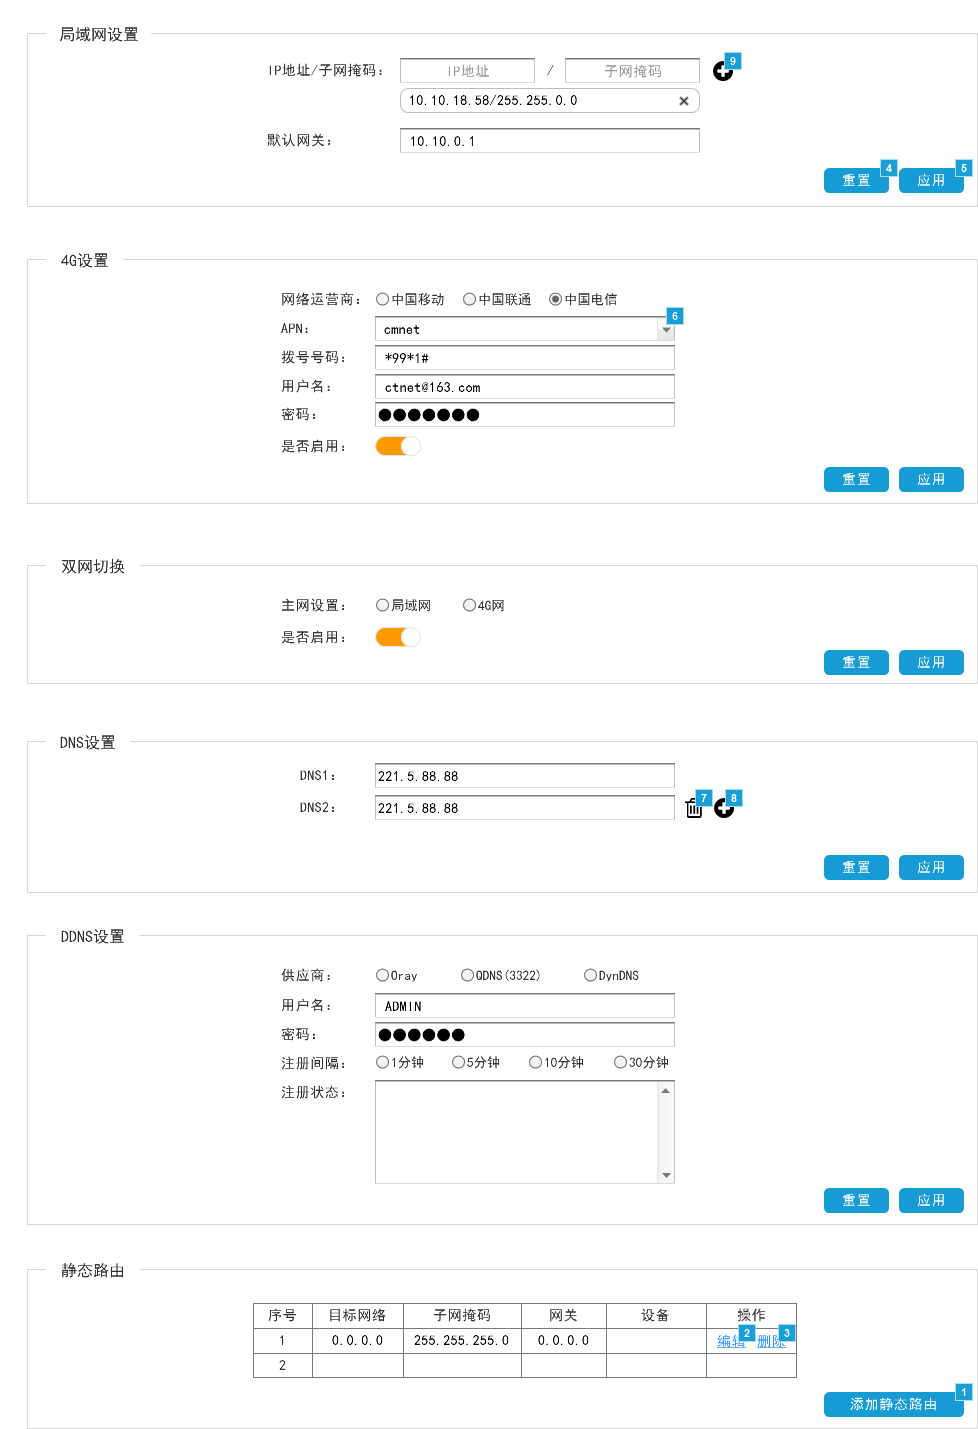 局域网设置
IP地址/子网掩码： IP地址 / 子网掩码 9
10.10.18.58/255.255.0.0
默认网关： 10.10.0.1
重置 4 应用 5
4G设置
网络运营商： 中国移动 中国联通 中国电信
APN： cmnet 6
拨号号码： *99*1#
用户名： ctnet@163.com
密码： ●●●●●●●
是否启用：
重置 应用
双网切换
主网设置： 局域网 4G网
是否启用：
重置 应用
DNS设置
DNS1： 221.5.88.88
DNS2： 221.5.88.88 7 8
重置 应用
DDNS设置
供应商： Oray QDNS(3322) DynDNS
用户名： ADMIN
密码： ●●●●●●
注册间隔： 1分钟 5分钟 10分钟 30分钟
注册状态：
重置 应用
静态路由
序号 目标网络 子网掩码 网关 设备 操作
1 0.0.0.0 255.255.255.0 0.0.0.0 编辑 2 删除 3
2
添加静态路由 1